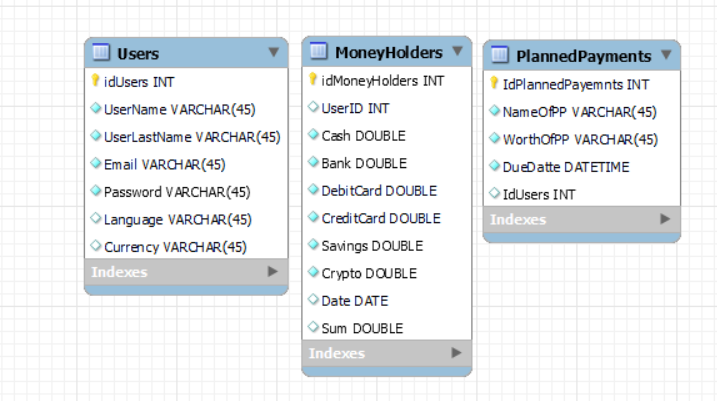 Users
idUsers INT
UserName VARCHAR(45)
UserLastName VARCHAR(45)
Email VARCHAR(45)
Password VARCHAR(45)
Language VARCHAR(45)
Currency VARCHAR(45)
Indexes
MoneyHolders
idMoneyHolders INT
UserID INT
Cash DOUBLE
Bank DOUBLE
DebitCard DOUBLE
CreditCard DOUBLE
Savings DOUBLE
Crypto DOUBLE
Date DATE
Sum DOUBLE
Indexes
PlannedPayments
IdPlannedPayemnts INT
NameOfPP VARCHAR(45)
WorthOfPP VARCHAR(45)
DueDatte DATETIME
IdUsers INT
Indexes